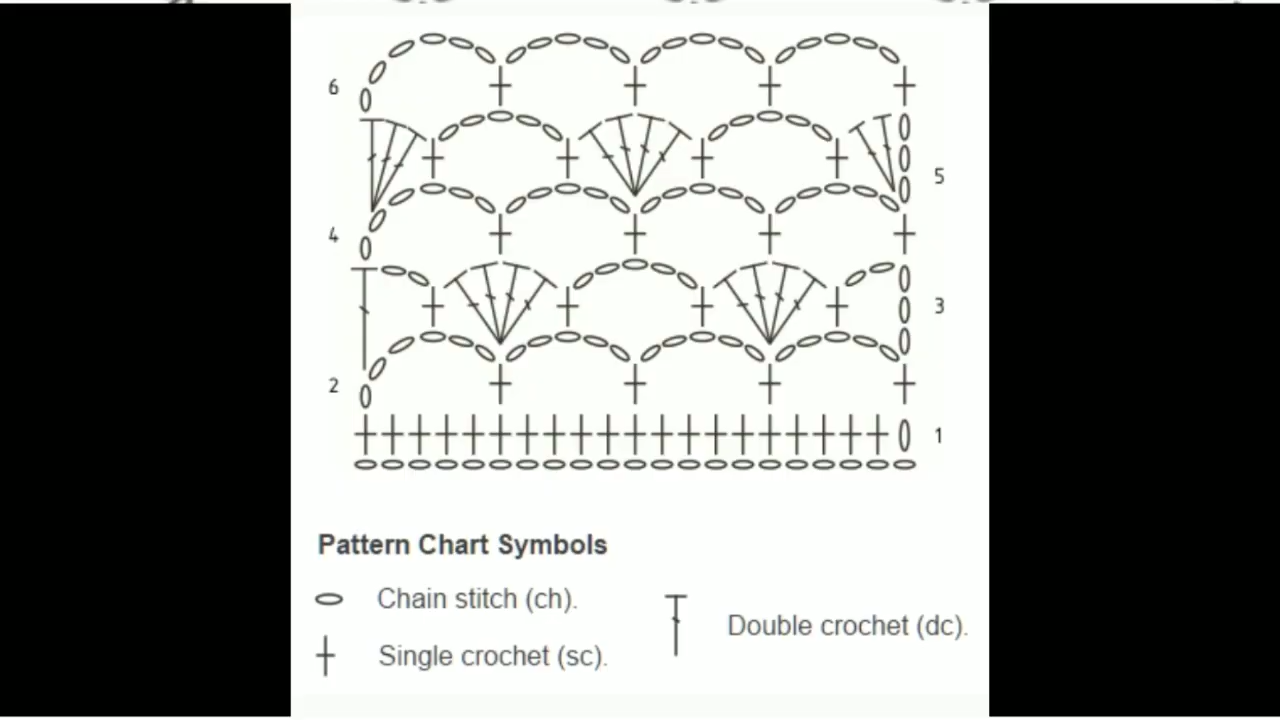 6
5
4
3
2
1
Pattern Chart Symbols
Chain stitch (ch).
Single crochet (sc).
Double crochet (dc).